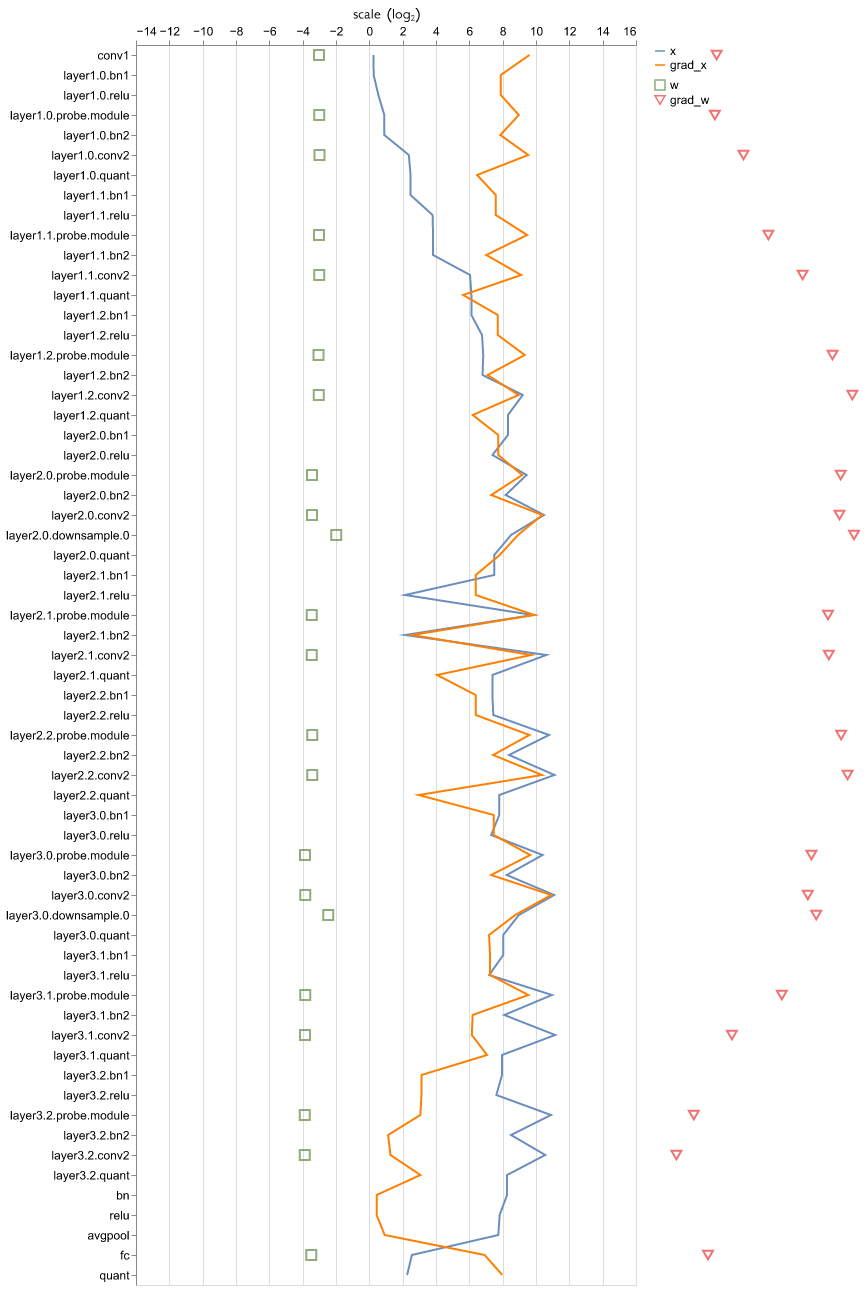 scale (log₂)
−14 −12 −10 −8 −6 −4 −2 0 2 4 6 8 10 12 14 16
x
grad_x
w
grad_w
conv1
layer1.0.bn1
layer1.0.relu
layer1.0.probe.module
layer1.0.bn2
layer1.0.conv2
layer1.0.quant
layer1.1.bn1
layer1.1.relu
layer1.1.probe.module
layer1.1.bn2
layer1.1.conv2
layer1.1.quant
layer1.2.bn1
layer1.2.relu
layer1.2.probe.module
layer1.2.bn2
layer1.2.conv2
layer1.2.quant
layer2.0.bn1
layer2.0.relu
layer2.0.probe.module
layer2.0.bn2
layer2.0.conv2
layer2.0.downsample.0
layer2.0.quant
layer2.1.bn1
layer2.1.relu
layer2.1.probe.module
layer2.1.bn2
layer2.1.conv2
layer2.1.quant
layer2.2.bn1
layer2.2.relu
layer2.2.probe.module
layer2.2.bn2
layer2.2.conv2
layer2.2.quant
layer3.0.bn1
layer3.0.relu
layer3.0.probe.module
layer3.0.bn2
layer3.0.conv2
layer3.0.downsample.0
layer3.0.quant
layer3.1.bn1
layer3.1.relu
layer3.1.probe.module
layer3.1.bn2
layer3.1.conv2
layer3.1.quant
layer3.2.bn1
layer3.2.relu
layer3.2.probe.module
layer3.2.bn2
layer3.2.conv2
layer3.2.quant
bn
relu
avgpool
fc
quant